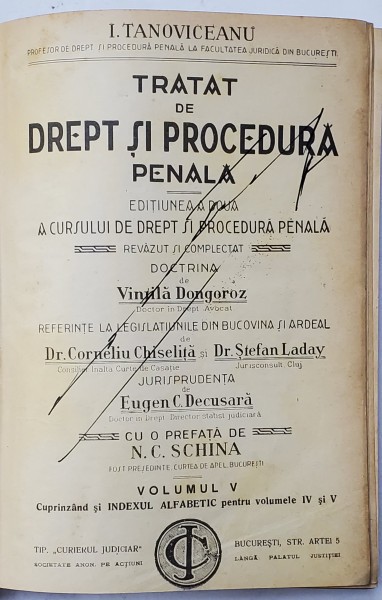 I. TANOVICEANU
PROFESOR DE DREPT ȘI PROCEDURĂ PENALĂ LA FACULTATEA JURIDICĂ DIN BUCUREȘTI.
TRATAT
DE
DREPT ȘI PROCEDURĂ
PENALĂ
EDIȚIUNEA A DOUA
A CURSULUI DE DREPT ȘI PROCEDURĂ PENALĂ
REVĂZUT ȘI COMPLECTAT
DOCTRINA
de
Vintilă Dongoroz
Doctor în Drept. Avocat
REFERINȚE LA LEGISLAȚIUNILE DIN BUCOVINA ȘI ARDEAL
de
Dr. Corneliu Chiseliță și Dr. Ștefan Laday
Consilier Înalta Curte de Casație Jurisconsult, Cluj
JURISPRUDENȚA
de
Eugen C. Decusară
Doctor în Drept. Director statist. judiciară
CU O PREFAȚĂ DE
N. C. SCHINA
FOST PREȘEDINTE, CURTEA DE APEL, BUCUREȘTI
VOLUMUL V
Cuprinzând și INDEXUL ALFABETIC pentru volumele IV și V
TIP. „CURIERUL JUDICIAR"
SOCIETATE ANON. PE ACȚIUNI
CJ
BUCUREȘTI, STR. ARTEI 5
LÂNGĂ PALATUL JUSTIȚIEI